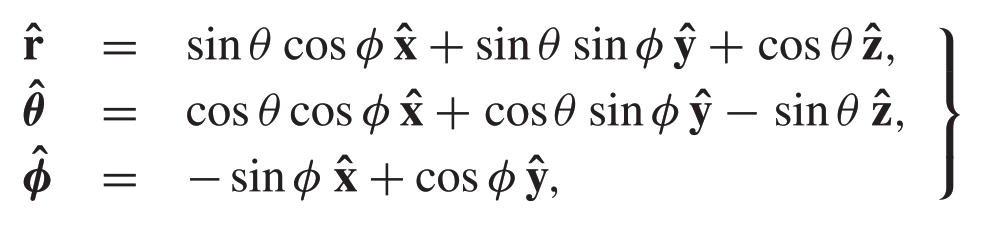 r̂ = sin θ cos ϕ x̂ + sin θ sin ϕ ŷ + cos θ ẑ,
θ̂ = cos θ cos ϕ x̂ + cos θ sin ϕ ŷ − sin θ ẑ,
ϕ̂ = − sin ϕ x̂ + cos ϕ ŷ,
}